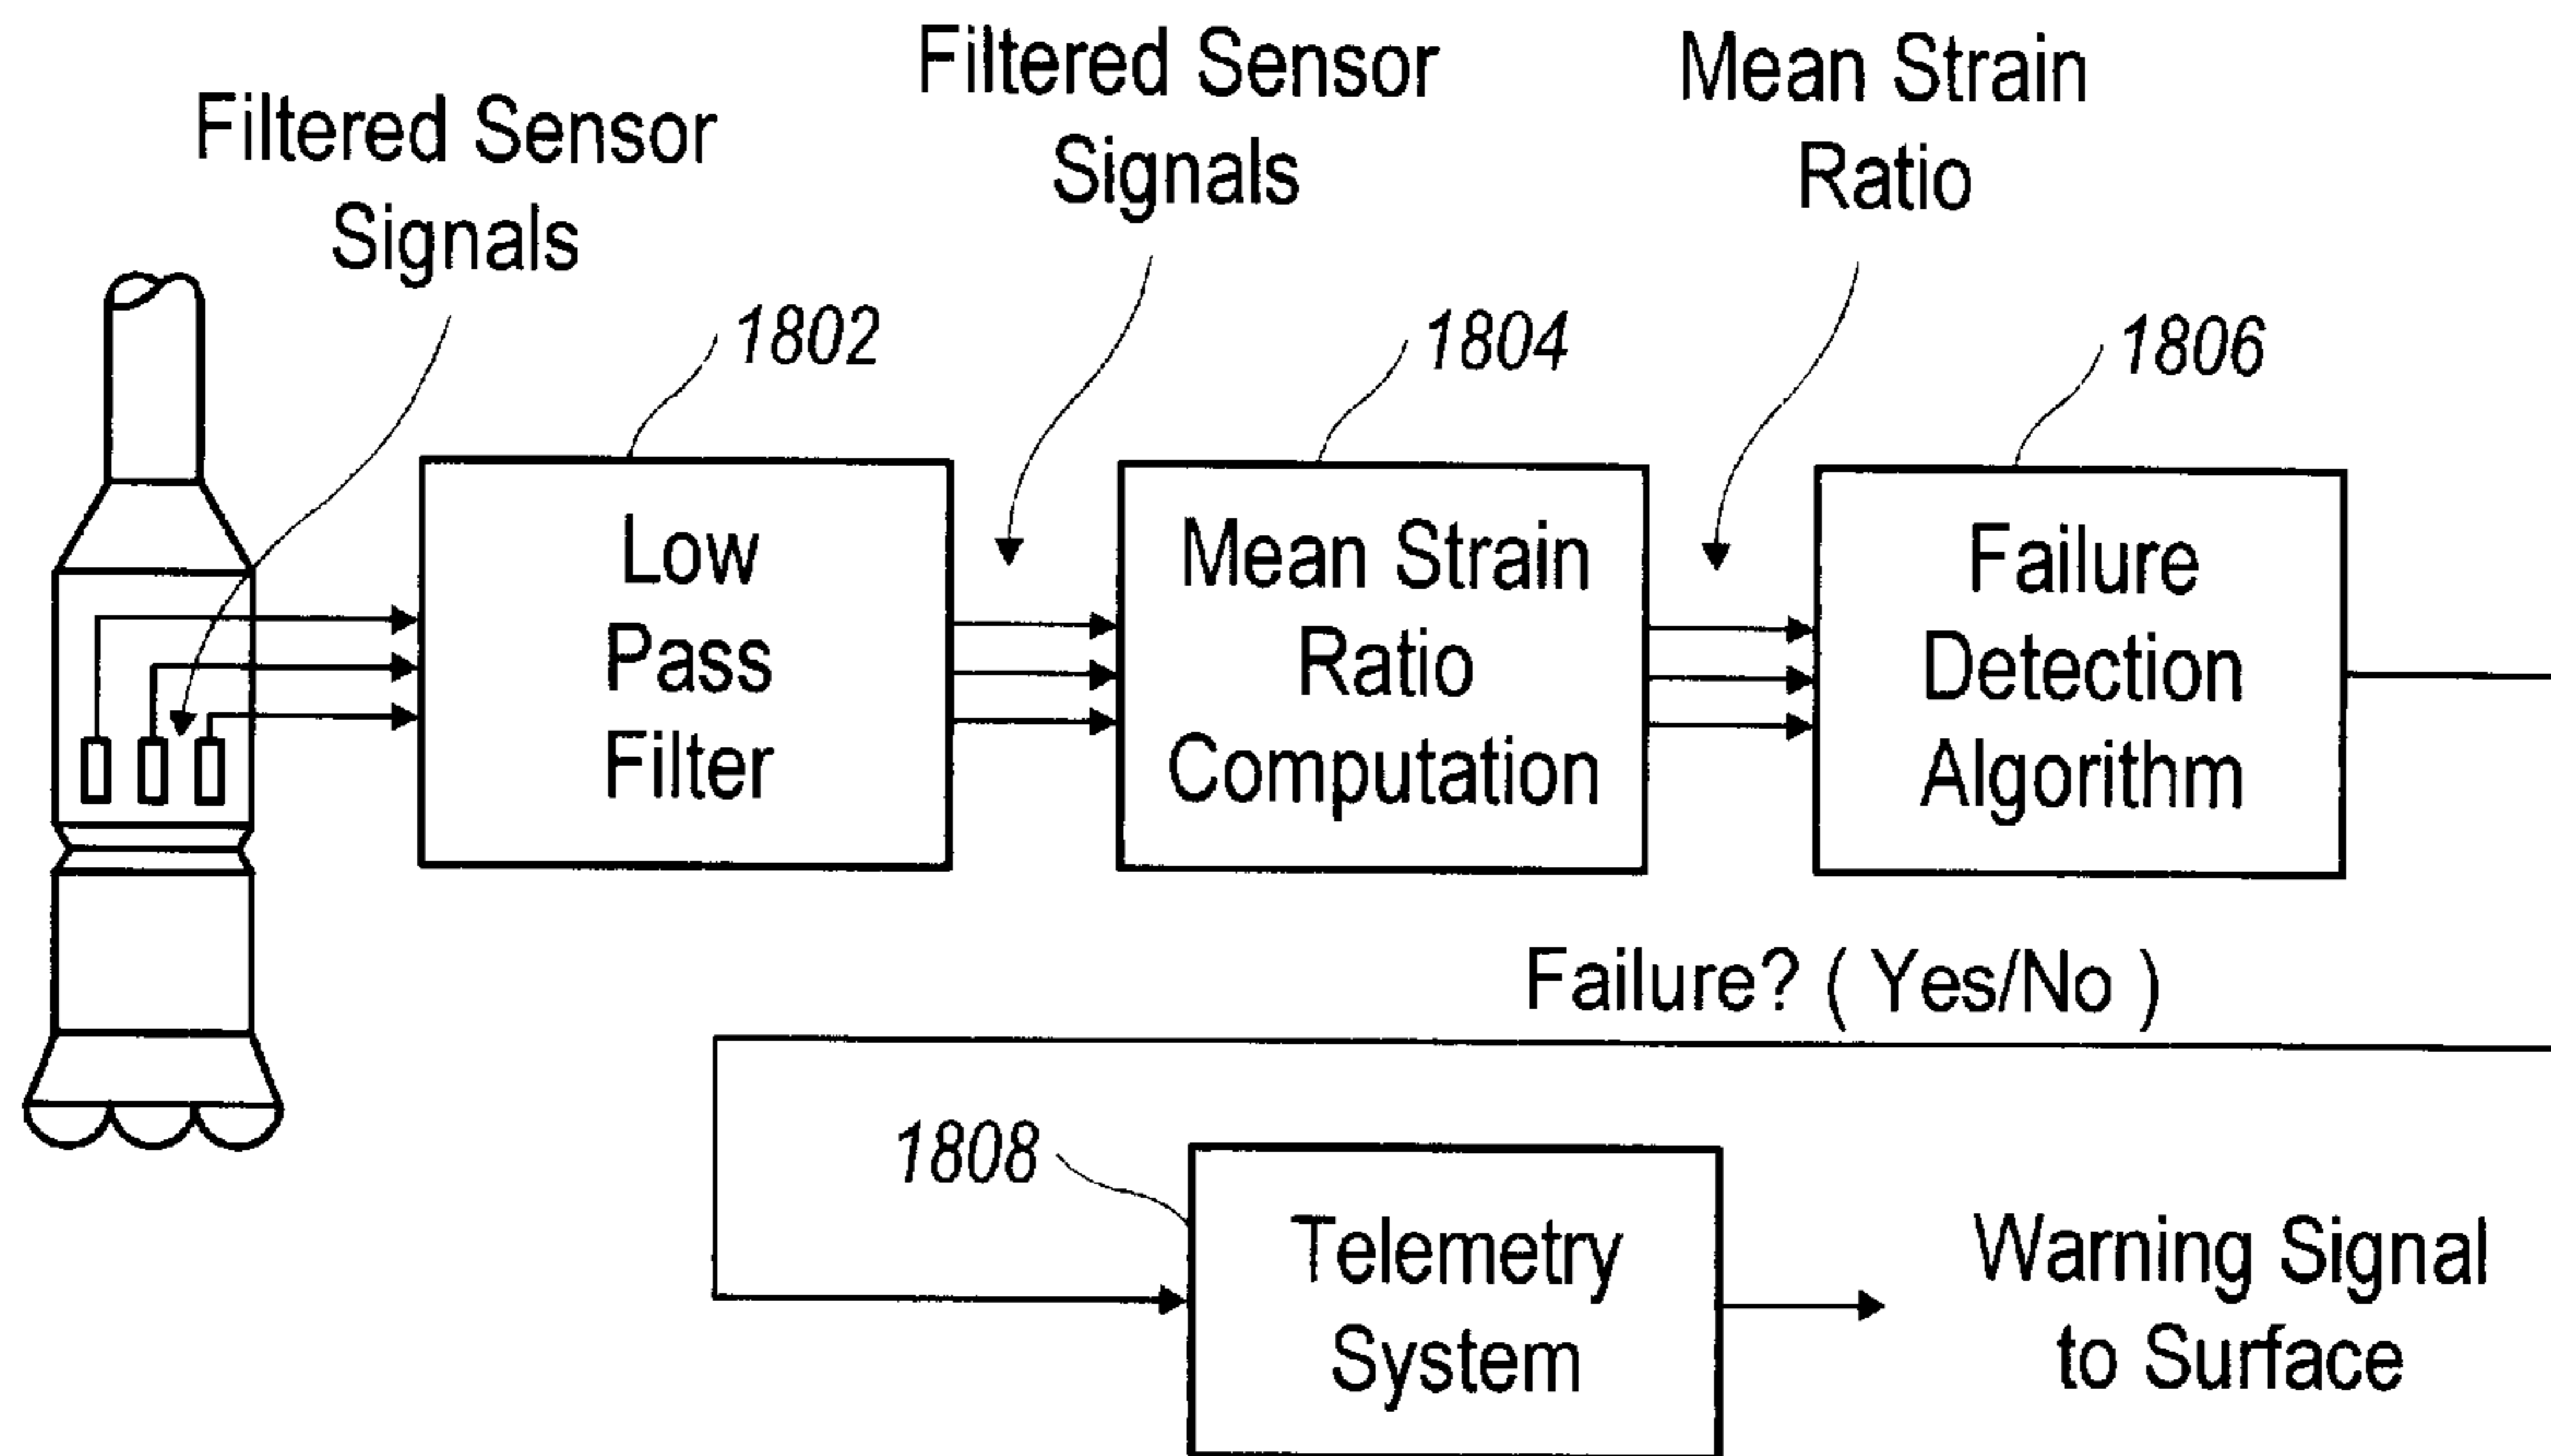 Filtered Sensor
Signals
Filtered Sensor
Signals
Mean Strain
Ratio
1802
1804
1806
Low
Pass
Filter
Mean Strain
Ratio
Computation
Failure
Detection
Algorithm
Failure? ( Yes/No )
1808
Telemetry
System
Warning Signal
to Surface